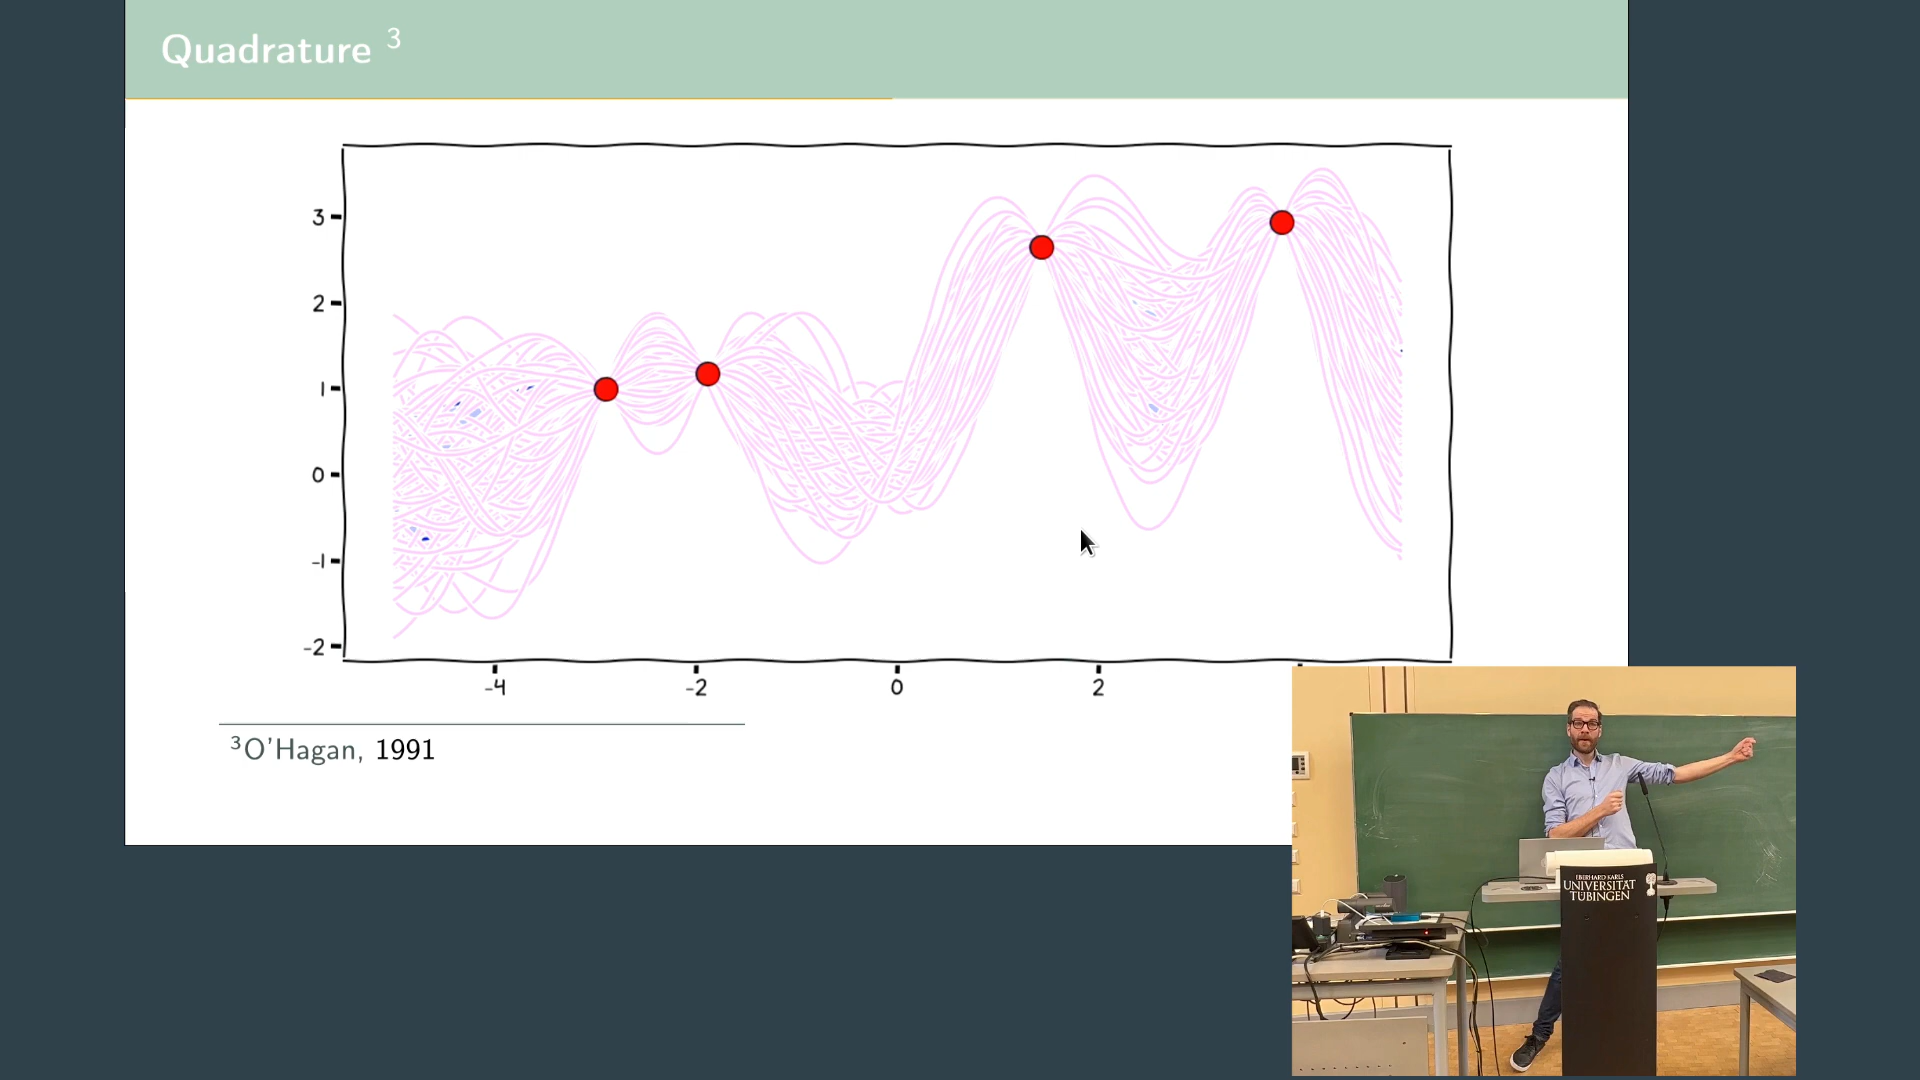 Quadrature 3
3
2
1
0
-1
-2
-4
-2
0
2
3O'Hagan, 1991
EBERHARD KARLS
UNIVERSITÄT
TÜBINGEN